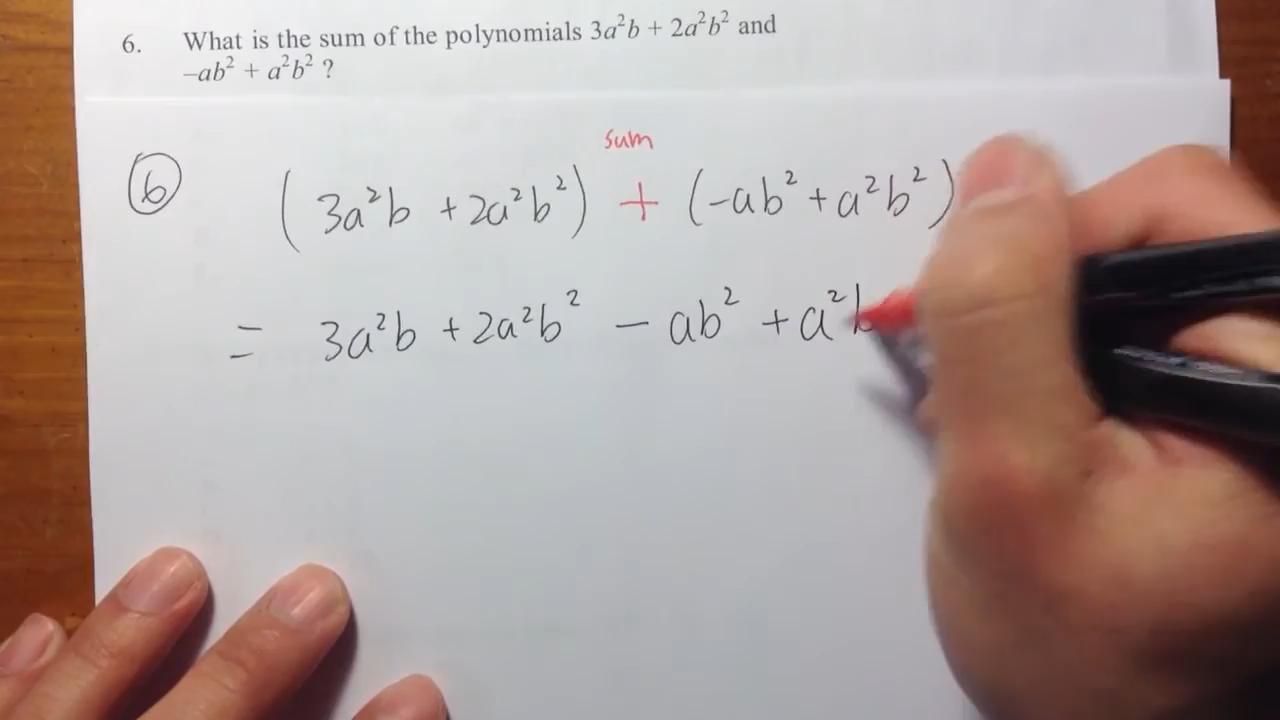 6. What is the sum of the polynomials 3a²b + 2a²b² and
–ab² + a²b² ?
sum
6 (3a²b + 2a²b²) + (-ab² + a²b²)
= 3a²b + 2a²b² - ab² + a²b